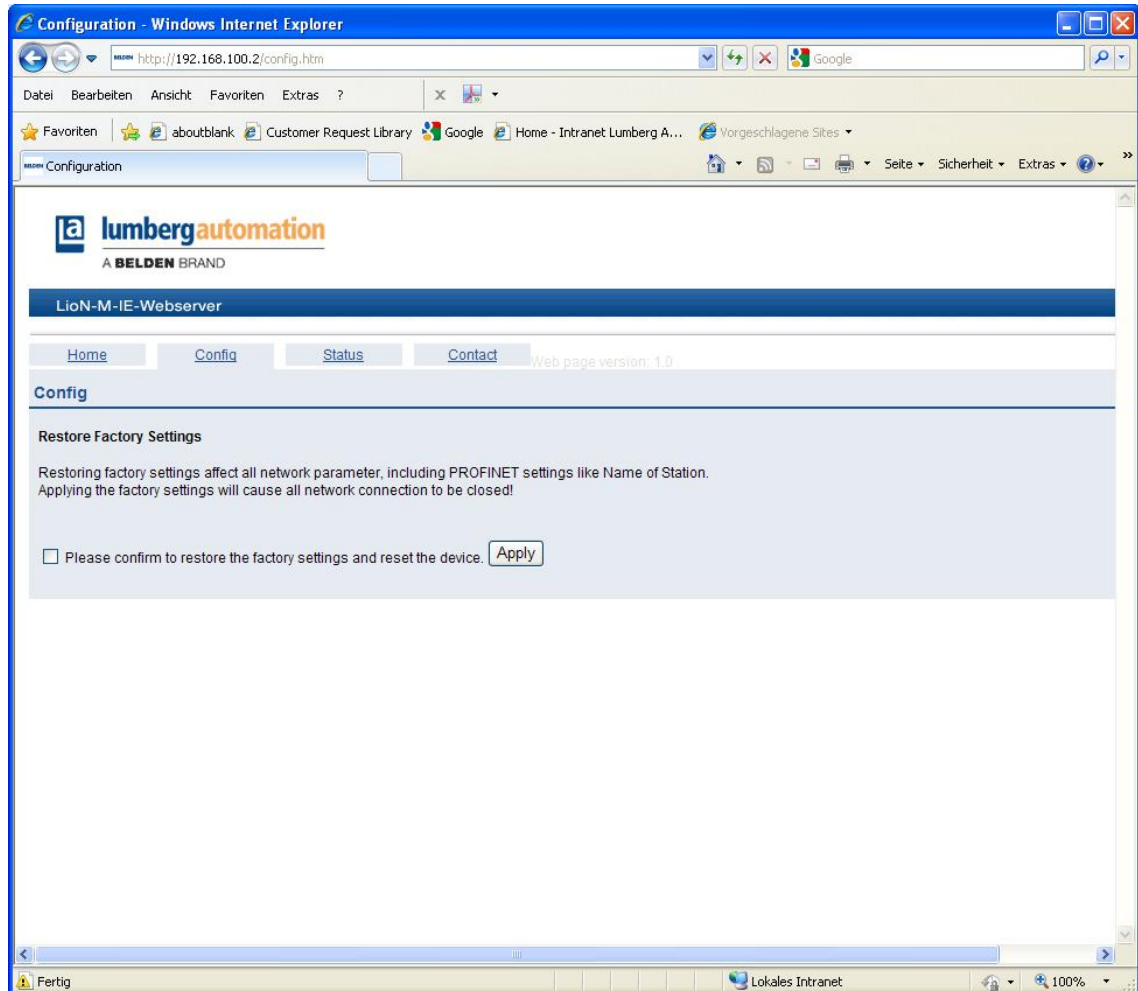 Configuration - Windows Internet Explorer
BELDEN http://192.168.100.2/config.htm Google
Datei Bearbeiten Ansicht Favoriten Extras ?
Favoriten aboutblank Customer Request Library Google Home - Intranet Lumberg A... Vorgeschlagene Sites
BELDEN Configuration Seite Sicherheit Extras »
la lumbergautomation
A BELDEN BRAND
LioN-M-IE-Webserver
Home Config Status Contact Web page version: 1.0
Config
Restore Factory Settings
Restoring factory settings affect all network parameter, including PROFINET settings like Name of Station.
Applying the factory settings will cause all network connection to be closed!
Please confirm to restore the factory settings and reset the device. Apply
Fertig Lokales Intranet 100%